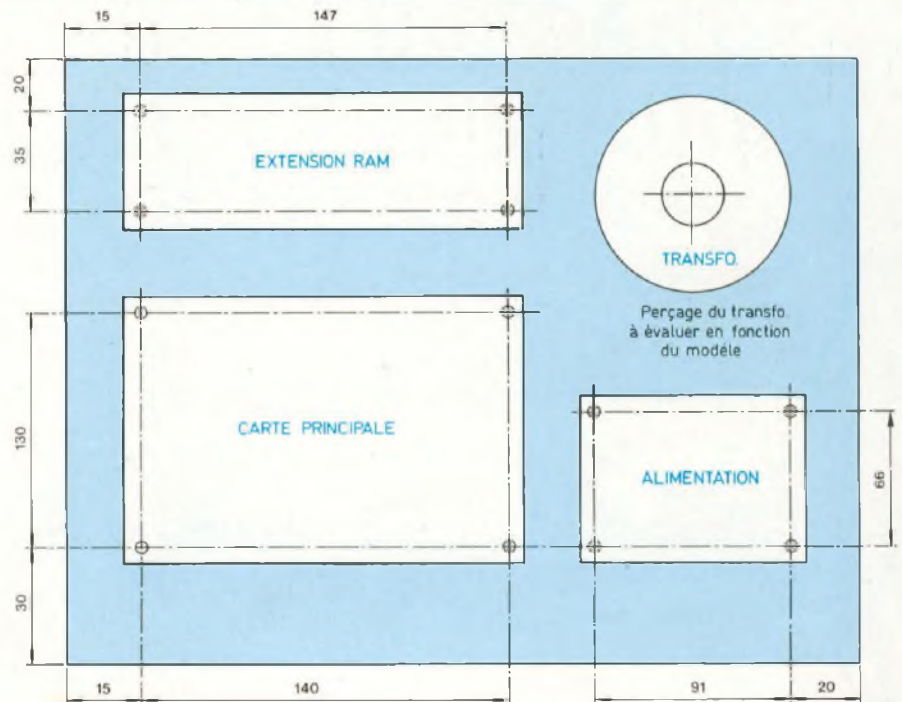 15
147
20
35
EXTENSION RAM
TRANSFO.
Perçage du transfo.
à évaluer en fonction
du modéle
130
CARTE PRINCIPALE
ALIMENTATION
66
30
15
140
91
20